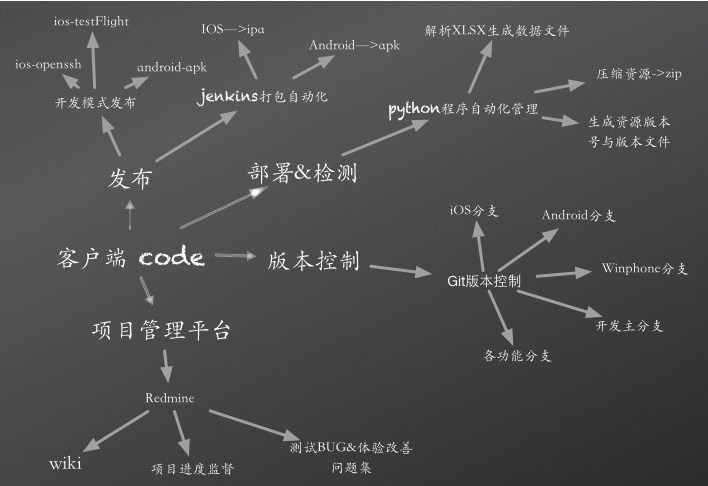 ios-testFlight
IOS—>ipa
解析XLSX生成数据文件
Android—>apk
ios-openssh
android-apk
压缩资源->zip
开发模式发布
jenkins打包自动化
python程序自动化管理
生成资源版本
号与版本文件
发布
部署&检测
iOS分支
Android分支
客户端 code
版本控制
Winphone分支
Git版本控制
项目管理平台
开发主分支
各功能分支
Redmine
测试BUG&体验改善
问题集
wiki
项目进度监督